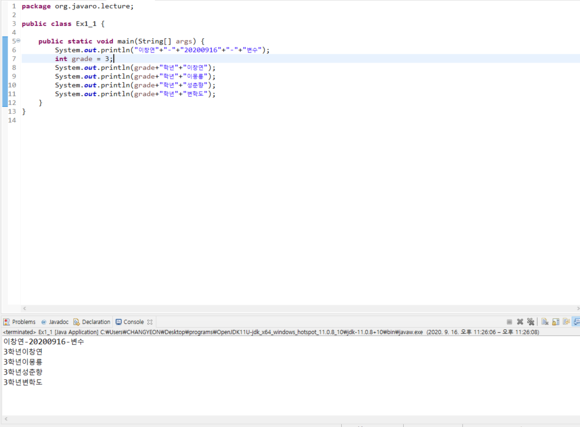 1 package org.javaro.lecture;
2
3 public class Ex1_1 {
4
5 public static void main(String[] args) {
6 System.out.println("이창연"+"-"+"20200916"+"-"+"변수");
7 int grade = 3;
8 System.out.println(grade+"학년"+"이창연");
9 System.out.println(grade+"학년"+"이몽룡");
10 System.out.println(grade+"학년"+"성춘향");
11 System.out.println(grade+"학년"+"변학도");
12 }
13 }
14
Problems Javadoc Declaration Console
<terminated> Ex1_1 [Java Application] C:₩Users₩CHANGYEON₩Desktop₩programs₩OpenJDK11U-jdk_x64_windows_hotspot_11.0.8_10₩jdk-11.0.8+10₩bin₩javaw.exe (2020. 9. 16. 오후 11:26:06 – 오후 11:26:08)
이창연-20200916-변수
3학년이창연
3학년이몽룡
3학년성춘향
3학년변학도